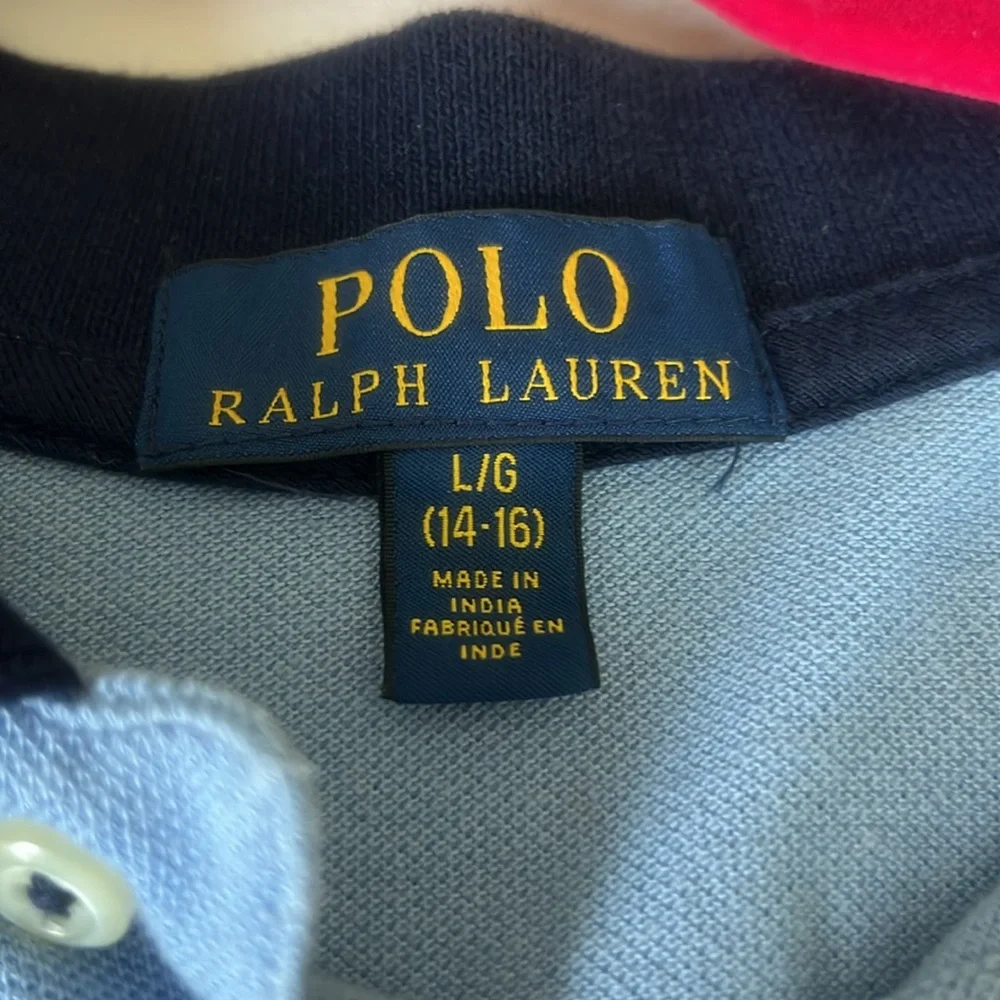 POLO
RALPH LAUREN
L/G
(14-16)
MADE IN
INDIA
FABRIQUÉ EN
INDE